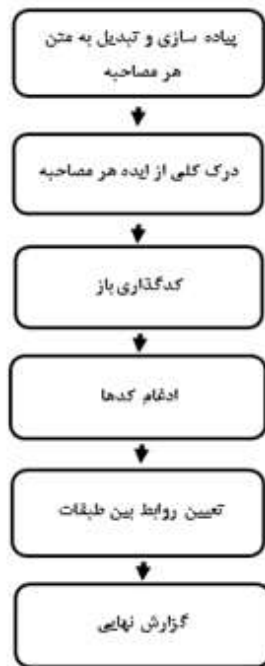 پیاده سازی و تبدیل به متن
هر مصاحبه
درک کلی از ایده هر مصاحبه
کدگذاری باز
ادغام کدها
تعیین روابط بین طبقات
گزارش نهایی